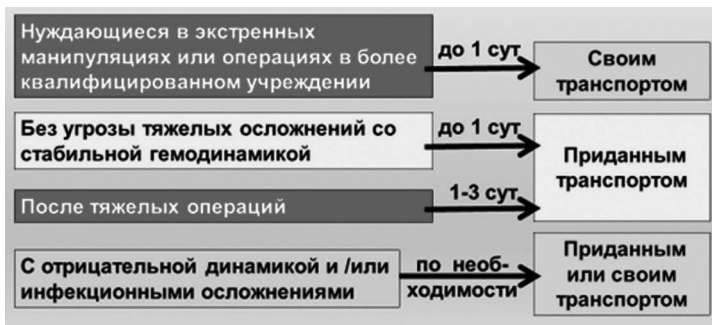 Нуждающиеся в экстренных
манипуляциях или операциях в более
квалифицированном учреждении
до 1 сут
Своим
транспортом
Без угрозы тяжелых осложнений со
стабильной гемодинамикой
до 1 сут
Приданным
транспортом
После тяжелых операций
1-3 сут
С отрицательной динамикой и /или
инфекционными осложнениями
по необ-
ходимости
Приданным
или своим
транспортом